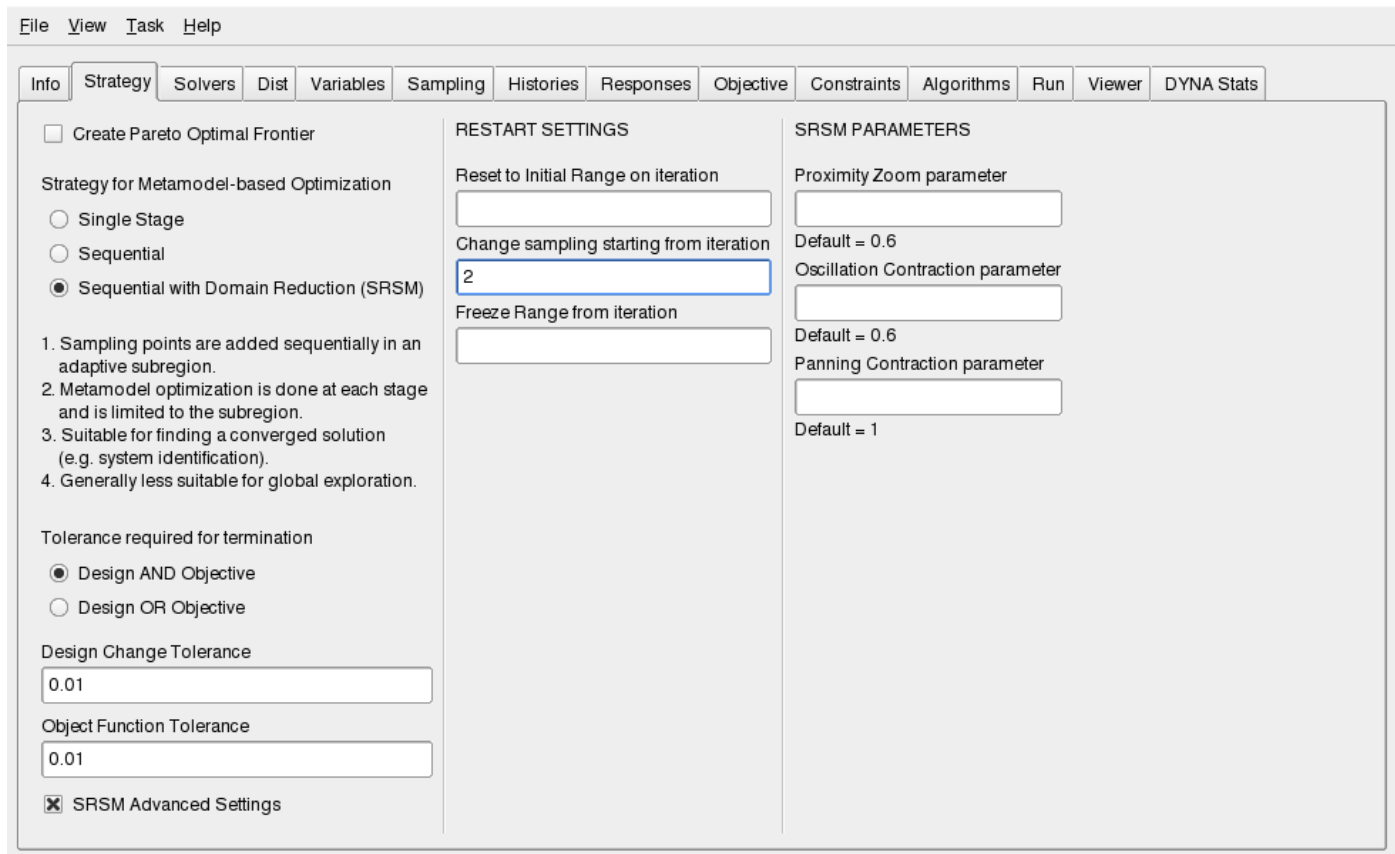 File View Task Help
Info Strategy Solvers Dist Variables Sampling Histories Responses Objective Constraints Algorithms Run Viewer DYNA Stats
Create Pareto Optimal Frontier
Strategy for Metamodel-based Optimization
Single Stage
Sequential
Sequential with Domain Reduction (SRSM)
1. Sampling points are added sequentially in an
adaptive subregion.
2. Metamodel optimization is done at each stage
and is limited to the subregion.
3. Suitable for finding a converged solution
(e.g. system identification).
4. Generally less suitable for global exploration.
Tolerance required for termination
Design AND Objective
Design OR Objective
Design Change Tolerance
0.01
Object Function Tolerance
0.01
SRSM Advanced Settings
RESTART SETTINGS
Reset to Initial Range on iteration
Change sampling starting from iteration
2
Freeze Range from iteration
SRSM PARAMETERS
Proximity Zoom parameter
Default = 0.6
Oscillation Contraction parameter
Default = 0.6
Panning Contraction parameter
Default = 1